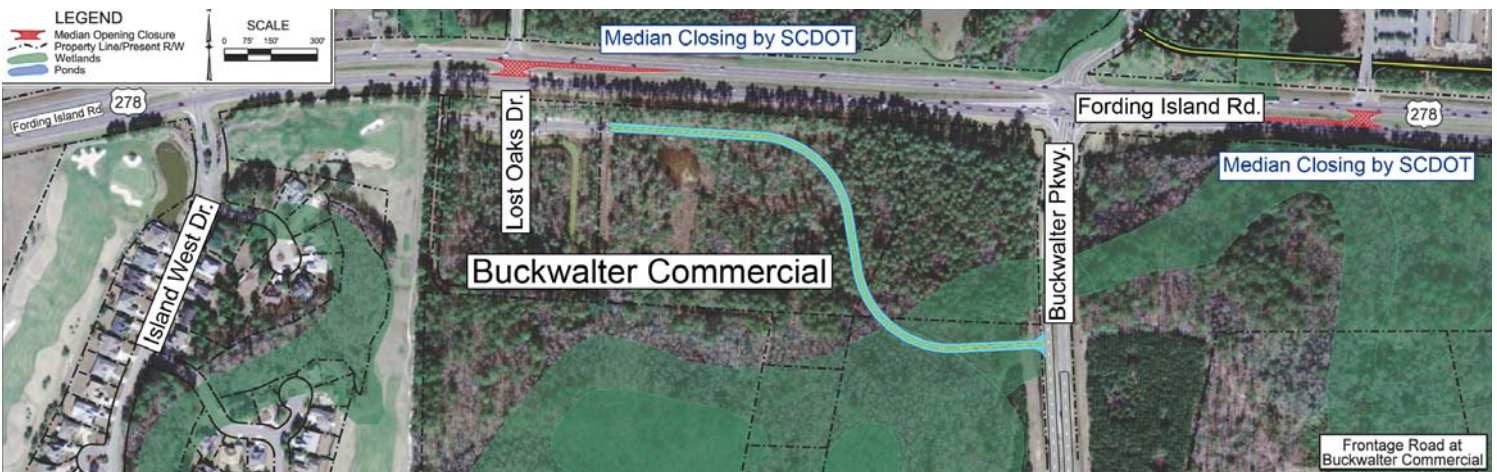 LEGEND
Median Opening Closure
Property Line/Present R/W
Wetlands
Ponds
SCALE
0 75' 150' 300'
Median Closing by SCDOT
Fording Island Rd.
278
Lost Oaks Dr.
Fording Island Rd.
278
Median Closing by SCDOT
Island West Dr.
Buckwalter Commercial
Buckwalter Pkwy.
Frontage Road at
Buckwalter Commercial